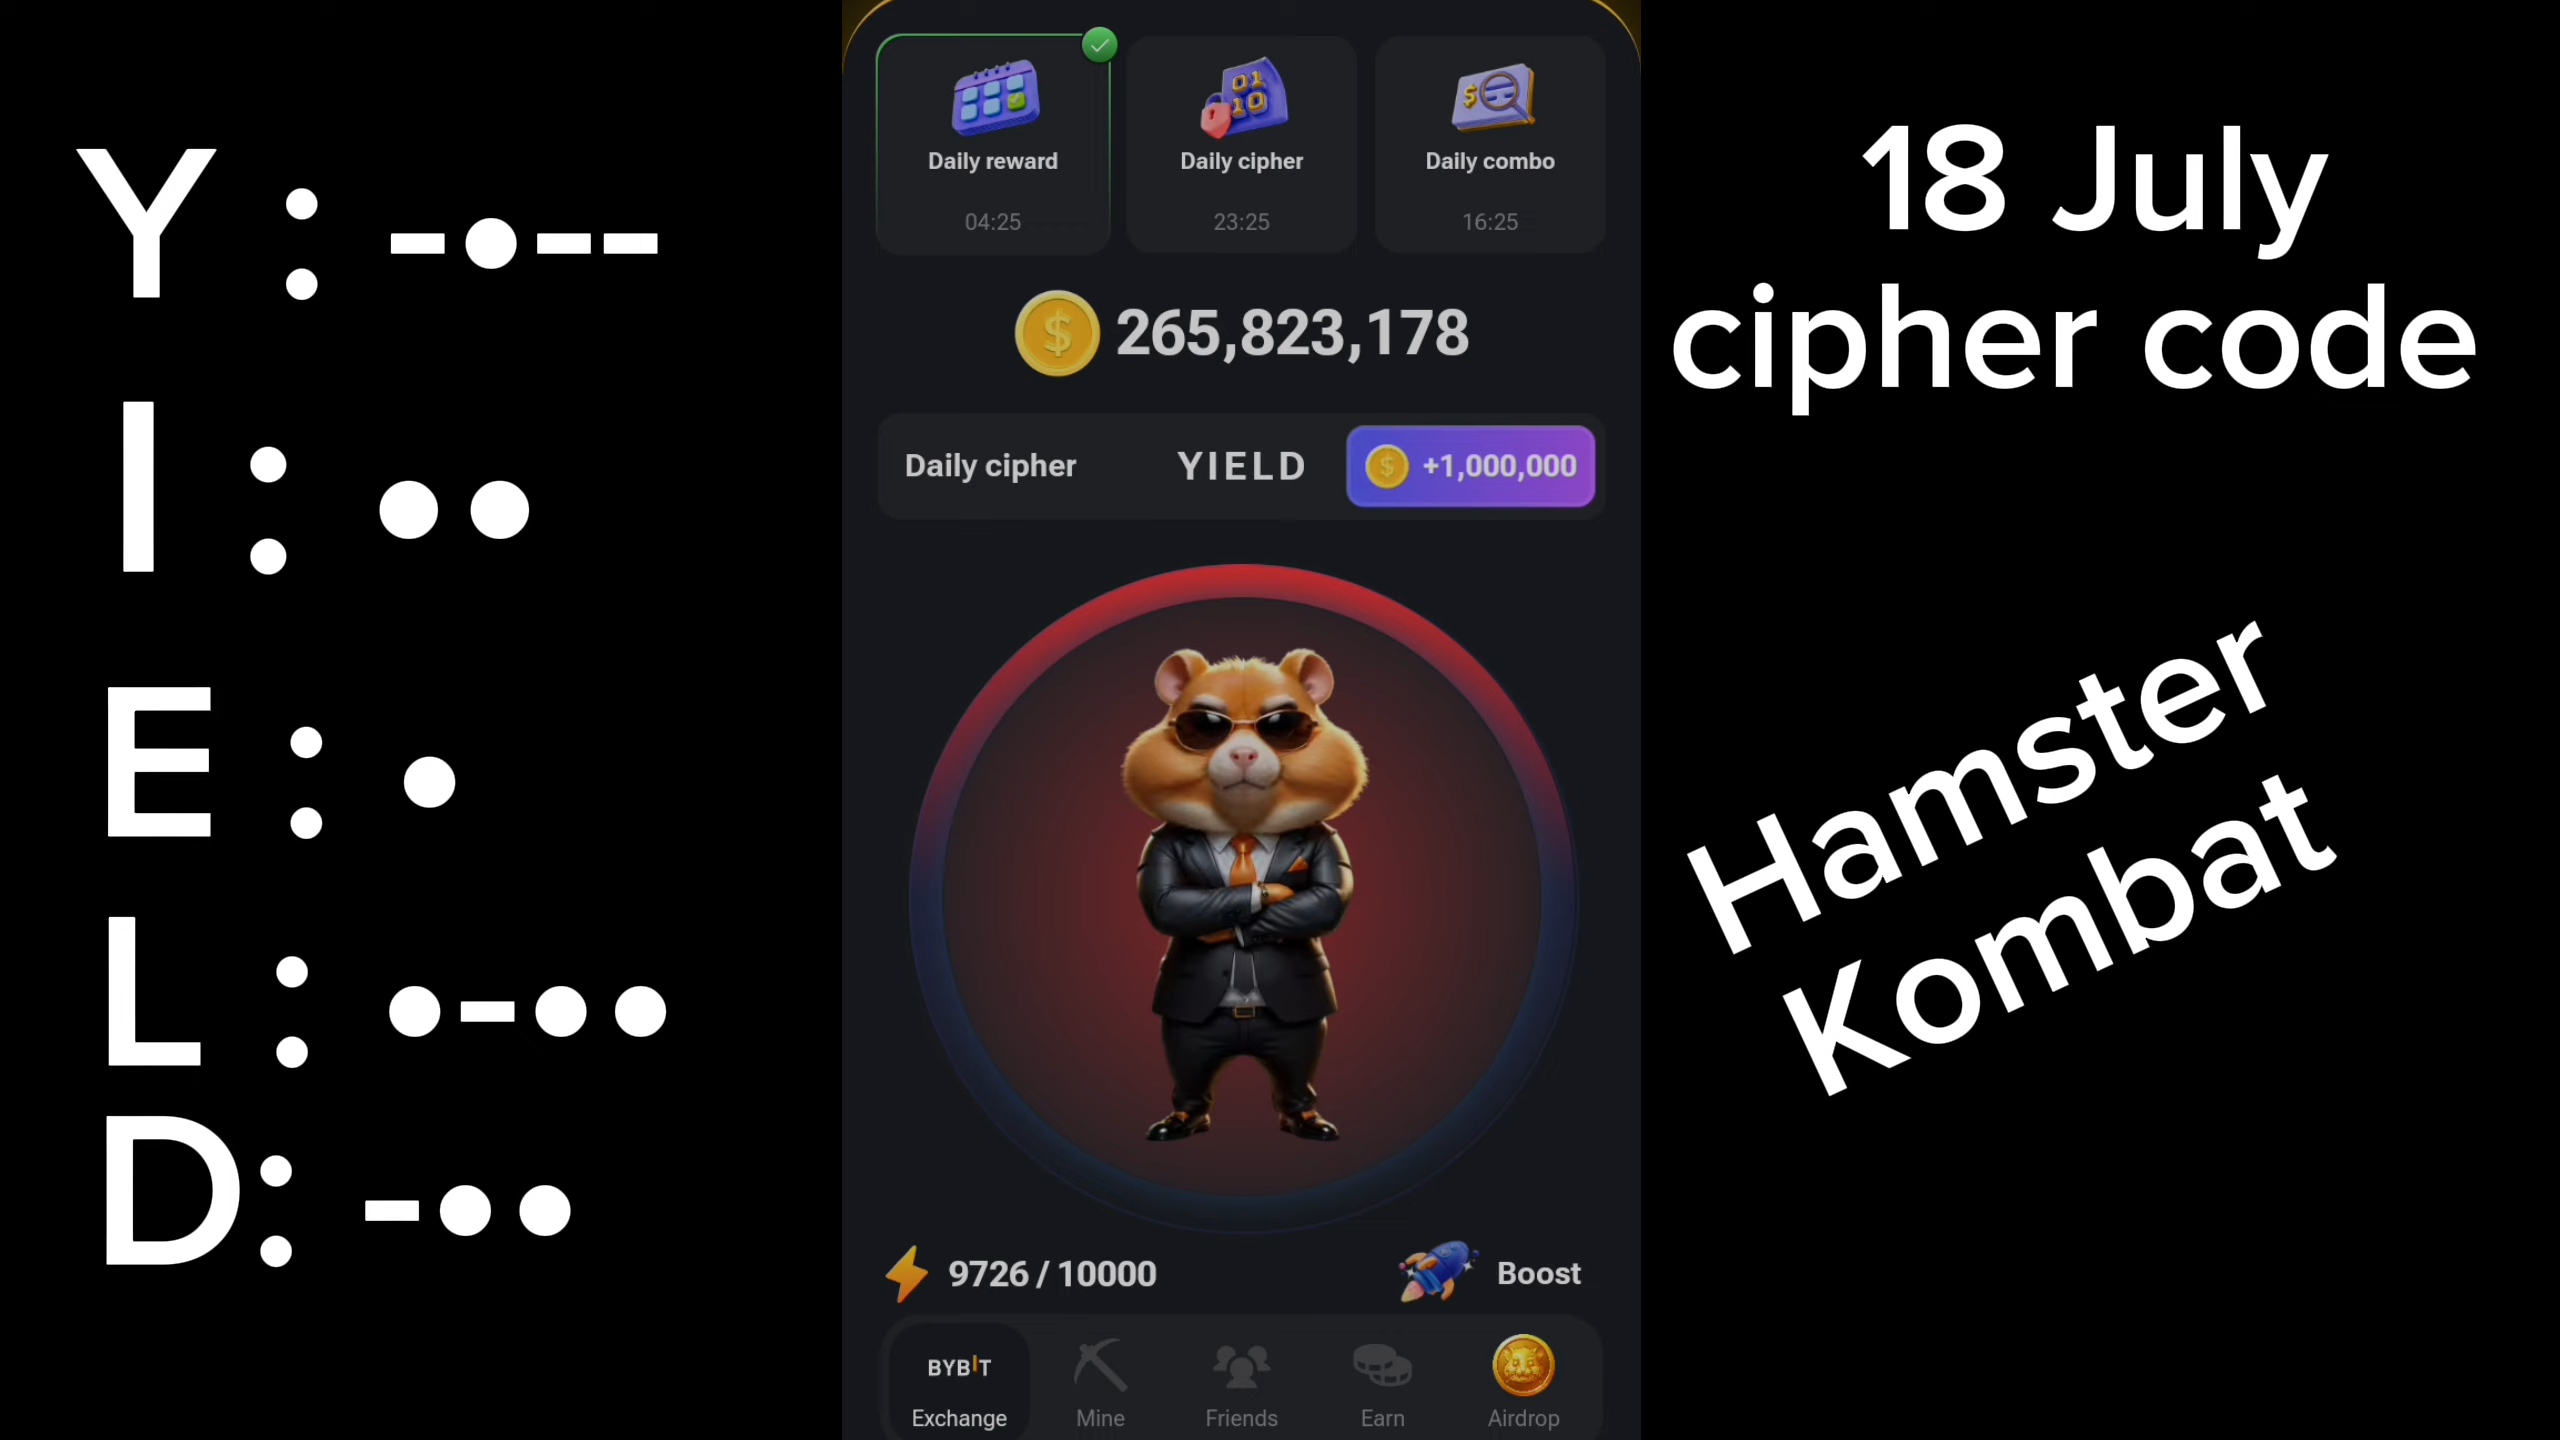 Y : -•--
I : ••
E : •
L : •-••
D: -••
Daily reward
04:25
Daily cipher
23:25
Daily combo
16:25
265,823,178
Daily cipher YIELD +1,000,000
9726 / 10000
Boost
BYBIT
Exchange
Mine
Friends
Earn
Airdrop
18 July
cipher code
Hamster
Kombat